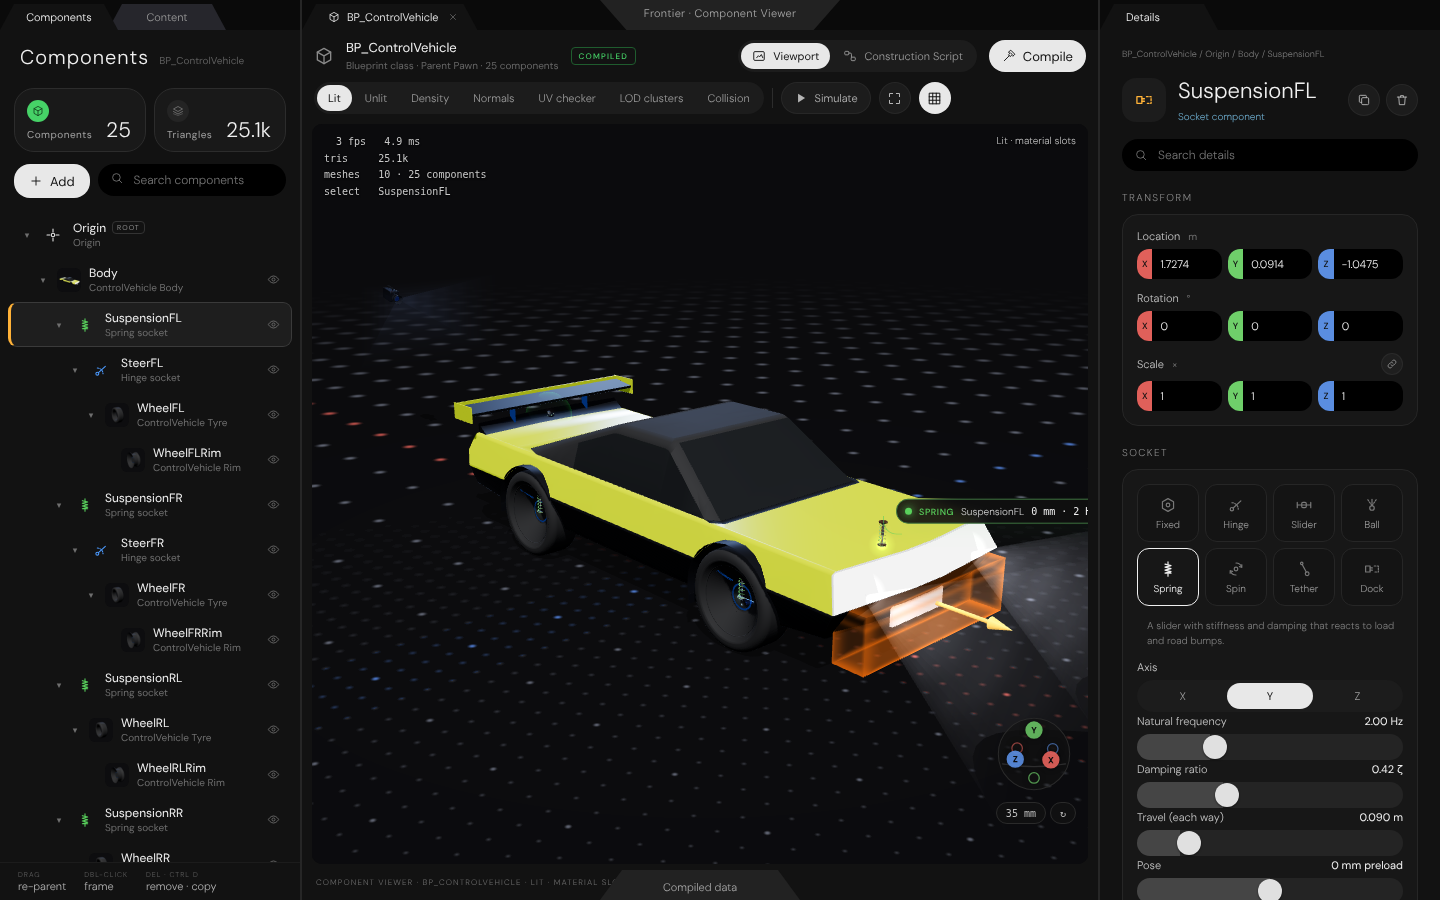 Components
Content
BP_ControlVehicle
Frontier · Component Viewer
Details
Components BP_ControlVehicle
Components 25
Triangles 25.1k
Add
Search components
Origin ROOT
Origin
Body
ControlVehicle Body
SuspensionFL
Spring socket
SteerFL
Hinge socket
WheelFL
ControlVehicle Tyre
WheelFLRim
ControlVehicle Rim
SuspensionFR
Spring socket
SteerFR
Hinge socket
WheelFR
ControlVehicle Tyre
WheelFRRim
ControlVehicle Rim
SuspensionRL
Spring socket
WheelRL
ControlVehicle Tyre
WheelRLRim
ControlVehicle Rim
SuspensionRR
Spring socket
WheelRR
DRAG
re-parent
DBL-CLICK
frame
DEL · CTRL D
remove · copy
BP_ControlVehicle
Blueprint class · Parent Pawn · 25 components
COMPILED
Viewport
Construction Script
Compile
Lit
Unlit
Density
Normals
UV checker
LOD clusters
Collision
Simulate
3 fps 4.9 ms
tris 25.1k
meshes 10 · 25 components
select SuspensionFL
Lit · material slots
SPRING SuspensionFL 0 mm · 2 H
Y
Z
X
35 mm
COMPONENT VIEWER · BP_CONTROLVEHICLE · LIT · MATERIAL SL
Compiled data
BP_ControlVehicle / Origin / Body / SuspensionFL
SuspensionFL
Socket component
Search details
TRANSFORM
Location m
X 1.7274
Y 0.0914
Z -1.0475
Rotation °
X 0
Y 0
Z 0
Scale ×
X 1
Y 1
Z 1
SOCKET
Fixed
Hinge
Slider
Ball
Spring
Spin
Tether
Dock
A slider with stiffness and damping that reacts to load
and road bumps.
Axis
X
Y
Z
Natural frequency 2.00 Hz
Damping ratio 0.42 ζ
Travel (each way) 0.090 m
Pose 0 mm preload